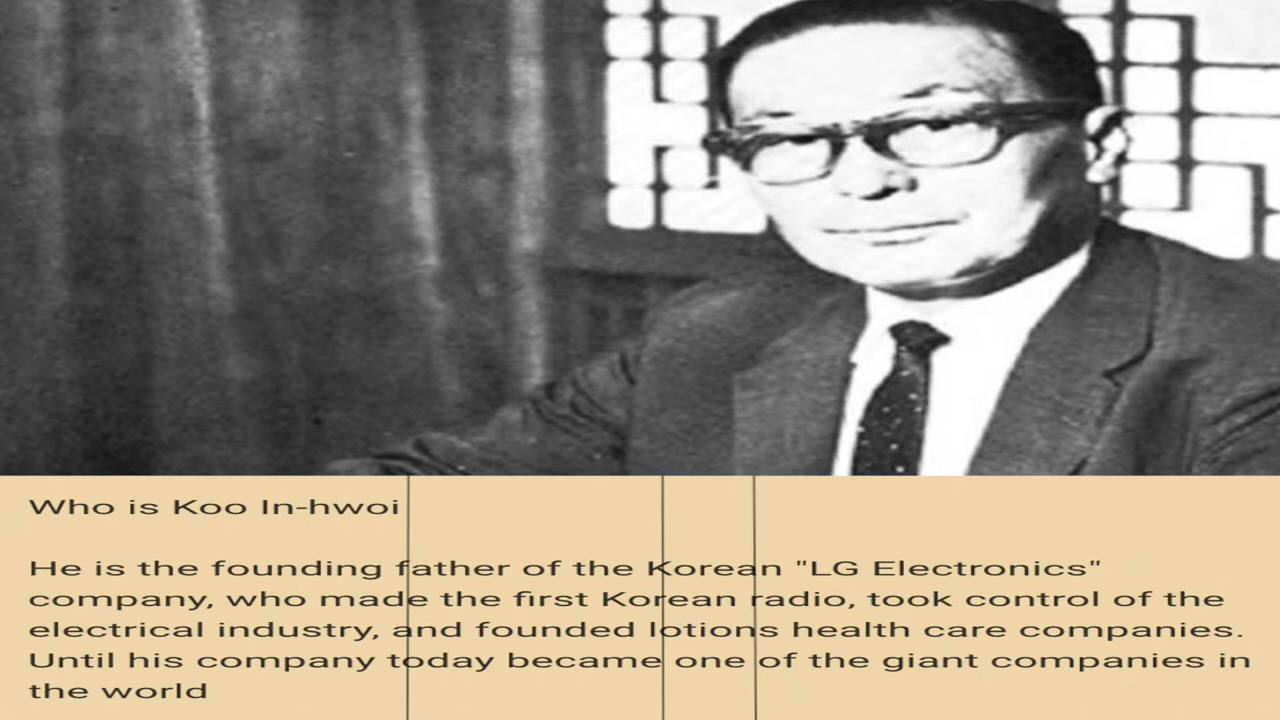 Who is Koo In-hwoi
He is the founding father of the Korean "LG Electronics"
company, who made the first Korean radio, took control of the
electrical industry, and founded lotions health care companies.
Until his company today became one of the giant companies in
the world